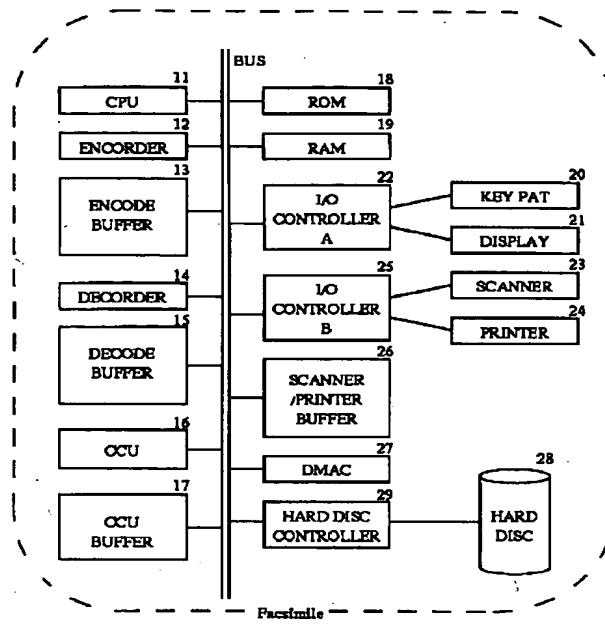 BUS
11
CPU
12
ENCORDER
13
ENCODE
BUFFER
14
DECORDER
15
DECODE
BUFFER
16
CCU
17
CCU
BUFFER
18
ROM
19
RAM
22
I/O
CONTROLLER
A
20
KEY PAT
21
DISPLAY
25
I/O
CONTROLLER
B
23
SCANNER
24
PRINTER
26
SCANNER
/PRINTER
BUFFER
27
DMAC
29
HARD DISC
CONTROLLER
28
HARD
DISC
Facsimile